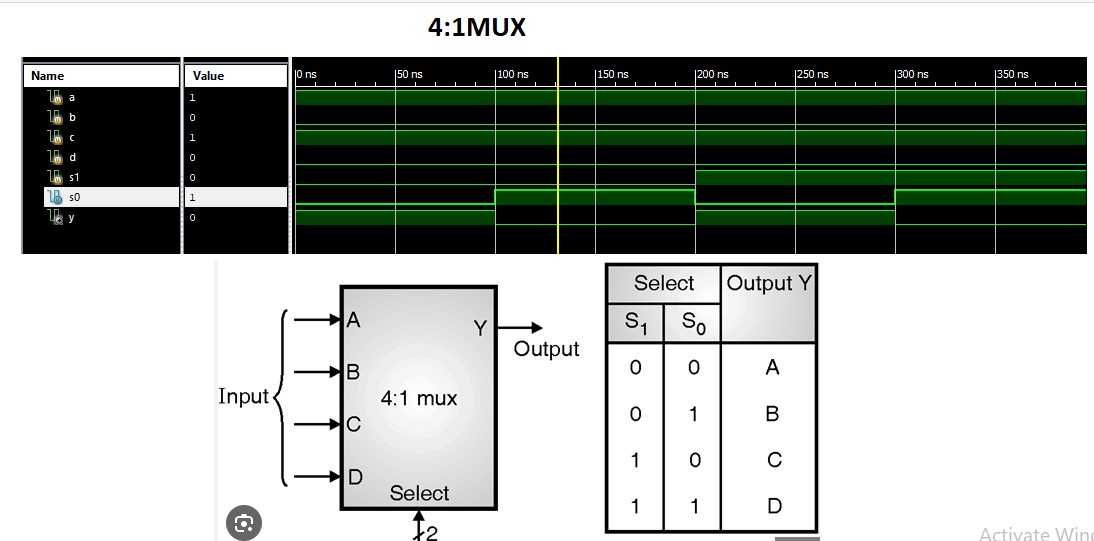 4:1MUX
Name Value 0 ns 50 ns 100 ns 150 ns 200 ns 250 ns 300 ns 350 ns
a 1
b 0
c 1
d 0
s1 0
s0 1
y 0
Input
A
B
C
D
4:1 mux
Select
2
Y
Output
Select Output Y
S1 S0
0 0 A
0 1 B
1 0 C
1 1 D
Activate Win